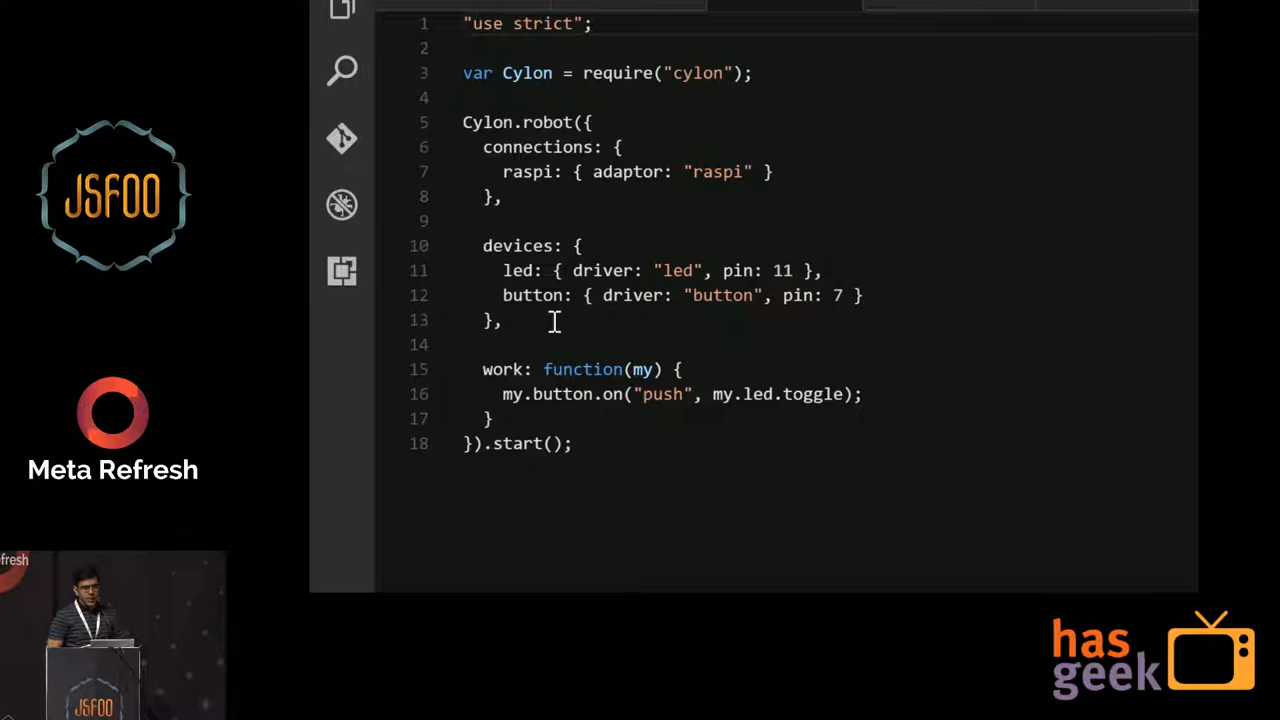 1 "use strict";
2
3 var Cylon = require("cylon");
4
5 Cylon.robot({
6 connections: {
7 raspi: { adaptor: "raspi" }
8 },
9
10 devices: {
11 led: { driver: "led", pin: 11 },
12 button: { driver: "button", pin: 7 }
13 },
14
15 work: function(my) {
16 my.button.on("push", my.led.toggle);
17 }
18 }).start();
JSFOO
Meta Refresh
efresh
JSFOO
has
geek